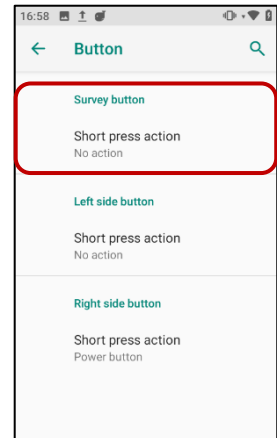 16:58
Button
Survey button
Short press action
No action
Left side button
Short press action
No action
Right side button
Short press action
Power button